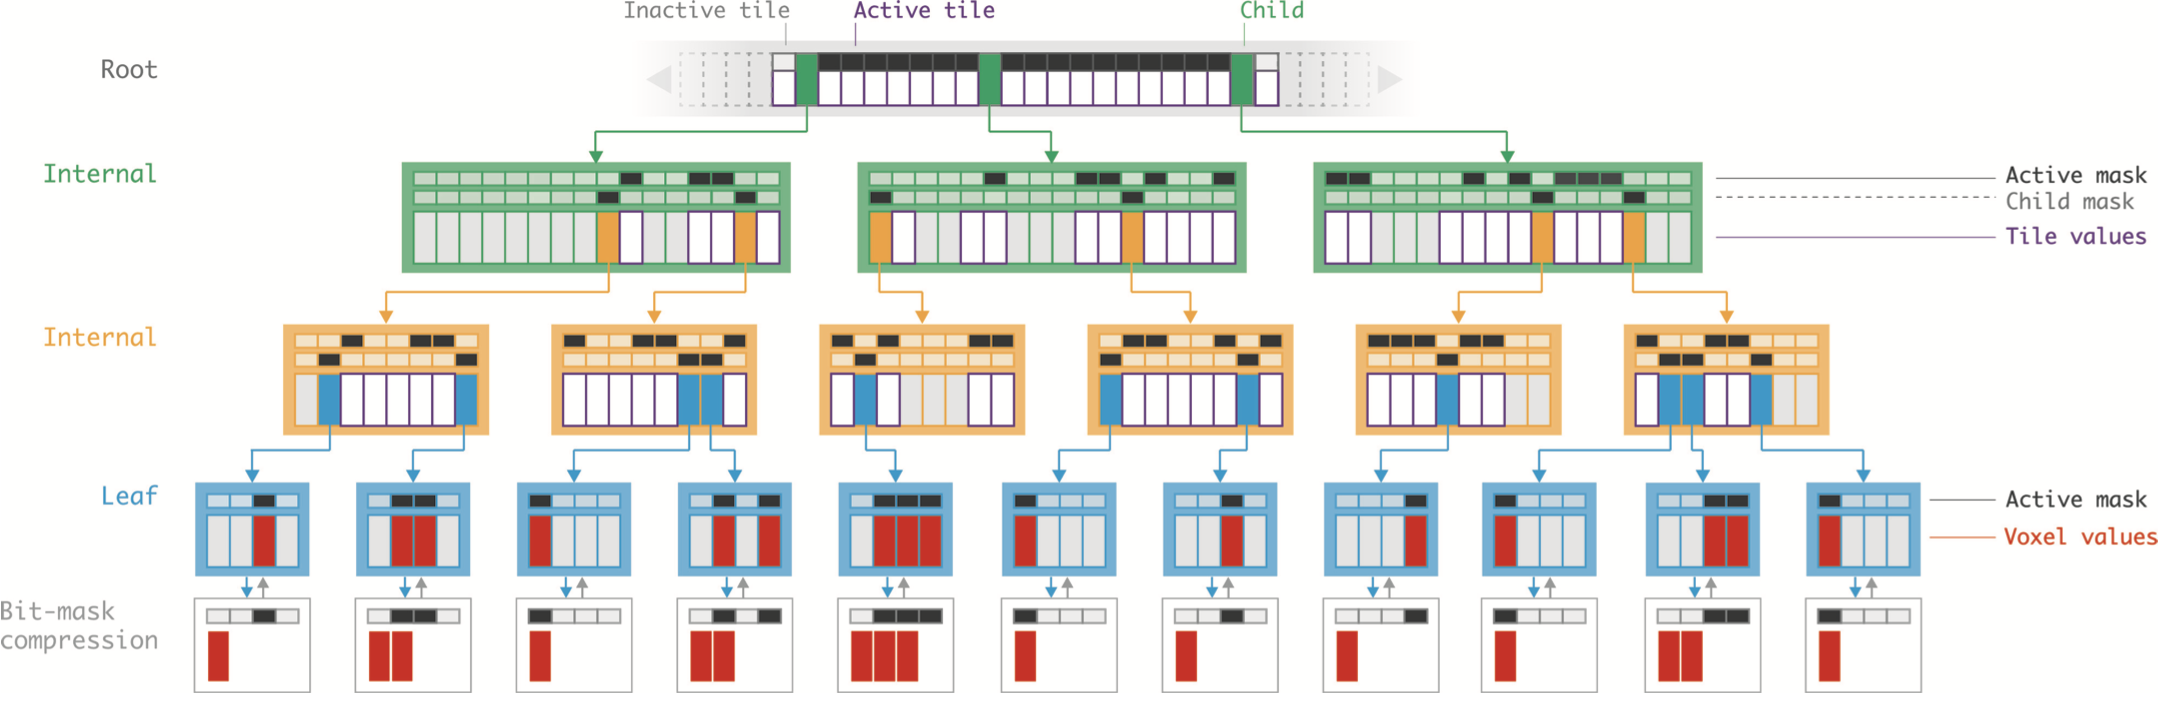 Inactive tile
Active tile
Child
Root
Internal
Active mask
Child mask
Tile values
Internal
Leaf
Active mask
Voxel values
Bit-mask
compression